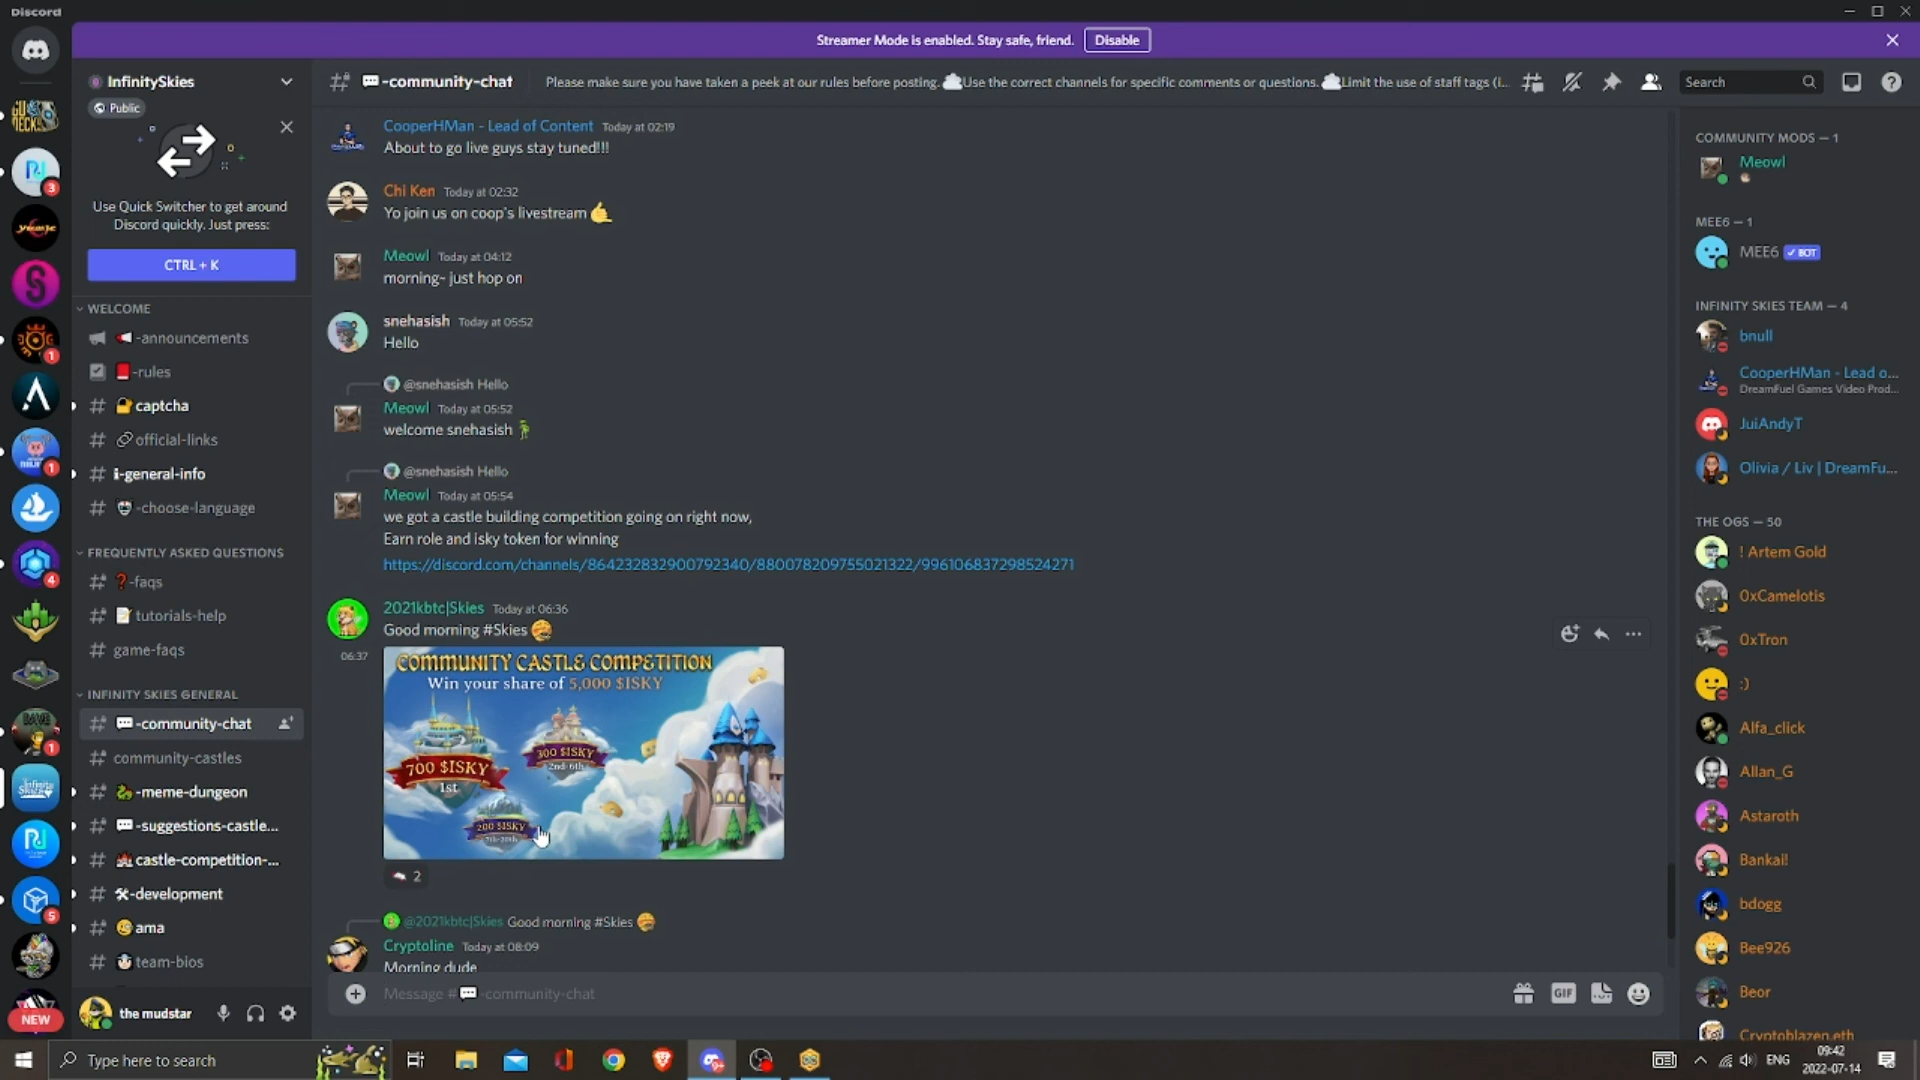 Discord
Streamer Mode is enabled. Stay safe, friend.
Disable
InfinitySkies
Public
Use Quick Switcher to get around
Discord quickly. Just press:
CTRL + K
WELCOME
-announcements
-rules
captcha
official-links
-general-info
-choose-language
FREQUENTLY ASKED QUESTIONS
-faqs
tutorials-help
game-faqs
INFINITY SKIES GENERAL
-community-chat
community-castles
-meme-dungeon
-suggestions-castle...
castle-competition-...
-development
ama
team-bios
the mudstar
3
1
1
4
1
5
NEW
-community-chat
Please make sure you have taken a peek at our rules before posting. Use the correct channels for specific comments or questions. Limit the use of staff tags (i...
Search
CooperHMan - Lead of Content Today at 02:19
About to go live guys stay tuned!!!
Chi Ken Today at 02:32
Yo join us on coop's livestream
Meowl Today at 04:12
morning~ just hop on
snehasish Today at 05:52
Hello
@snehasish Hello
Meowl Today at 05:52
welcome snehasish
@snehasish Hello
Meowl Today at 05:54
we got a castle building competition going on right now,
Earn role and isky token for winning
https://discord.com/channels/864232832900792340/880078209755021322/996106837298524271
2021kbtc|Skies Today at 06:36
Good morning #Skies
06:37
COMMUNITY CASTLE COMPETITION
Win your share of 5,000 $ISKY
300 $ISKY
2nd-6th
700 $ISKY
1st
200 $ISKY
7th-20th
2
@2021kbtc|Skies Good morning #Skies
Cryptoline Today at 08:09
Morning dude
Message # -community-chat
GIF
COMMUNITY MODS — 1
Meowl
MEE6 — 1
MEE6 BOT
INFINITY SKIES TEAM — 4
bnull
CooperHMan - Lead o...
DreamFuel Games Video Prod...
JuiAndyT
Olivia / Liv | DreamFu...
THE OGS — 50
! Artem Gold
0xCamelotis
0xTron
:)
Alfa_click
Allan_G
Astaroth
Bankai!
bdogg
Bee926
Beor
Cryptoblazen.eth
Type here to search
ENG
09:42
2022-07-14